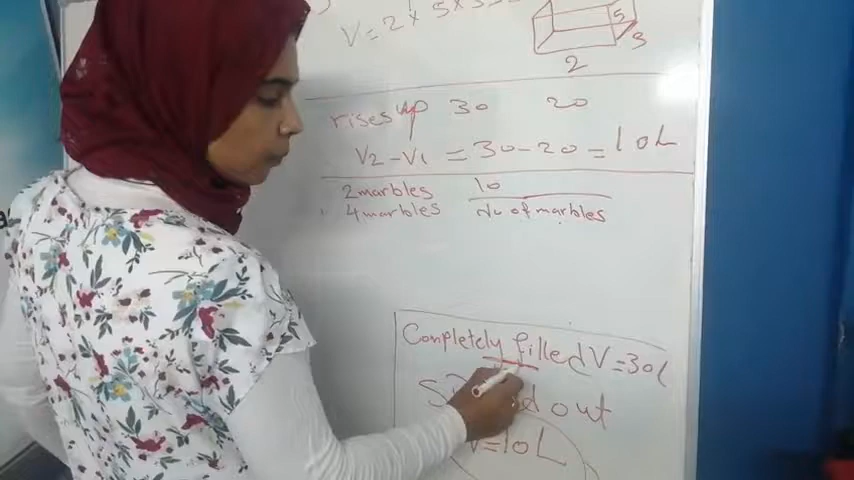 V=2×5×3
5
3
2
rises up 30 20
V2-V1 = 30-20 = 10L
2marbles 10
4marbles No of marbles
Completely filled V=30L
out
V=10L